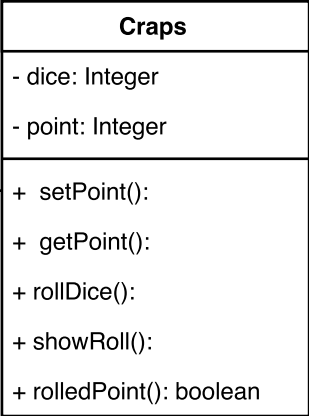 Craps
- dice: Integer
- point: Integer
+ setPoint():
+ getPoint():
+ rollDice():
+ showRoll():
+ rolledPoint(): boolean